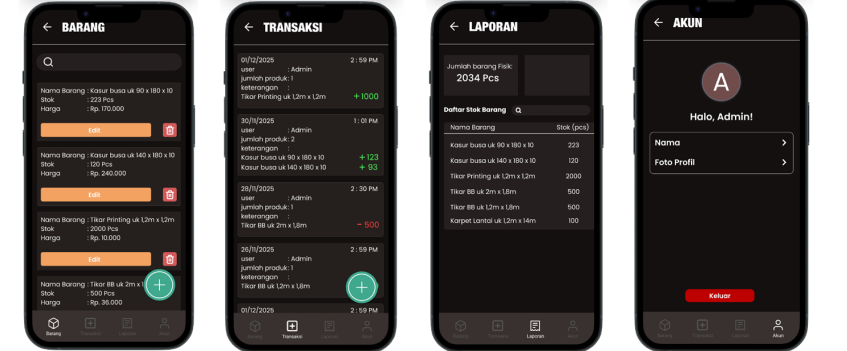 BARANG
Nama Barang : Kasur busa uk 90 x 180 x 10
Stok : 223 Pcs
Harga : Rp. 170.000
Edit
Nama Barang : Kasur busa uk 140 x 180 x 10
Stok : 120 Pcs
Harga : Rp. 240.000
Edit
Nama Barang : Tikar Printing uk 1,2m x 1,2m
Stok : 2000 Pcs
Harga : Rp. 10.000
Edit
Nama Barang : Tikar BB uk 2m x
Stok : 500 Pcs
Harga : Rp. 36.000
Barang Transaksi Laporan Akun
TRANSAKSI
01/12/2025 2 : 59 PM
user : Admin
jumlah produk: 1
keterangan :
Tikar Printing uk 1,2m x 1,2m +1000
30/11/2025 1 : 01 PM
user : Admin
jumlah produk: 2
keterangan :
Kasur busa uk 90 x 180 x 10 +123
Kasur busa uk 140 x 180 x 10 + 93
28/11/2025 2 : 30 PM
user : Admin
jumlah produk: 1
keterangan :
Tikar BB uk 2m x 1,8m - 500
26/11/2025 2 : 59 PM
user : Admin
jumlah produk: 1
keterangan :
Tikar BB uk 1,2m x 1,8m
01/12/2025 2 : 59 PM
Barang Transaksi Laporan Akun
LAPORAN
Jumlah barang Fisik:
2034 Pcs
Daftar Stok Barang
Nama Barang Stok (pcs)
Kasur busa uk 90 x 180 x 10 223
Kasur busa uk 140 x 180 x 10 120
Tikar Printing uk 1,2m x 1,2m 2000
Tikar BB uk 2m x 1,8m 500
Tikar BB uk 1,2m x 1,8m 500
Karpet Lantai uk 1,2m x 14m 100
Barang Transaksi Laporan Akun
AKUN
A
Halo, Admin!
Nama
Foto Profil
Keluar
Barang Transaksi Laporan Akun